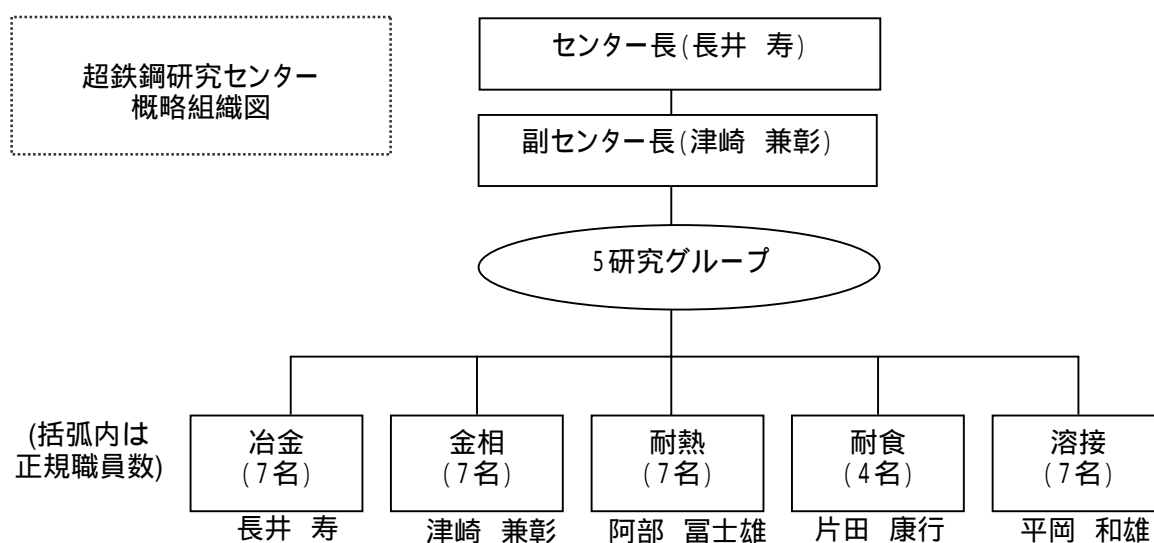 超鉄鋼研究センター
概略組織図
センター長(長井 寿)
副センター長(津崎 兼彰)
5研究グループ
(括弧内は
正規職員数)
冶金
(7名)
金相
(7名)
耐熱
(7名)
耐食
(4名)
溶接
(7名)
長井 寿
津崎 兼彰
阿部 冨士雄
片田 康行
平岡 和雄